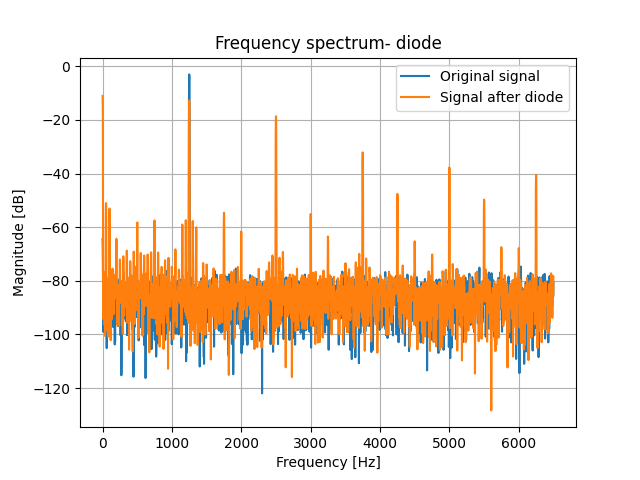 Frequency spectrum- diode
Original signal
Signal after diode
Magnitude [dB]
0
−20
−40
−60
−80
−100
−120
0 1000 2000 3000 4000 5000 6000
Frequency [Hz]